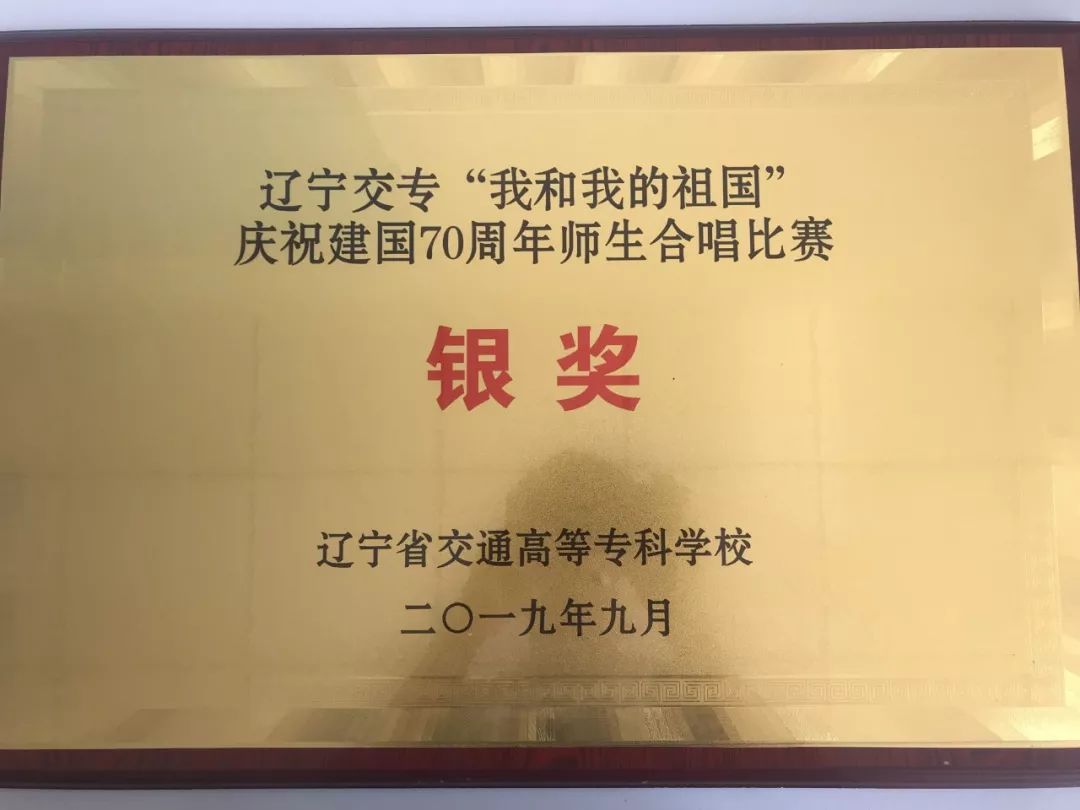 辽宁交专“我和我的祖国”
庆祝建国70周年师生合唱比赛
银奖
辽宁省交通高等专科学校
二〇一九年九月